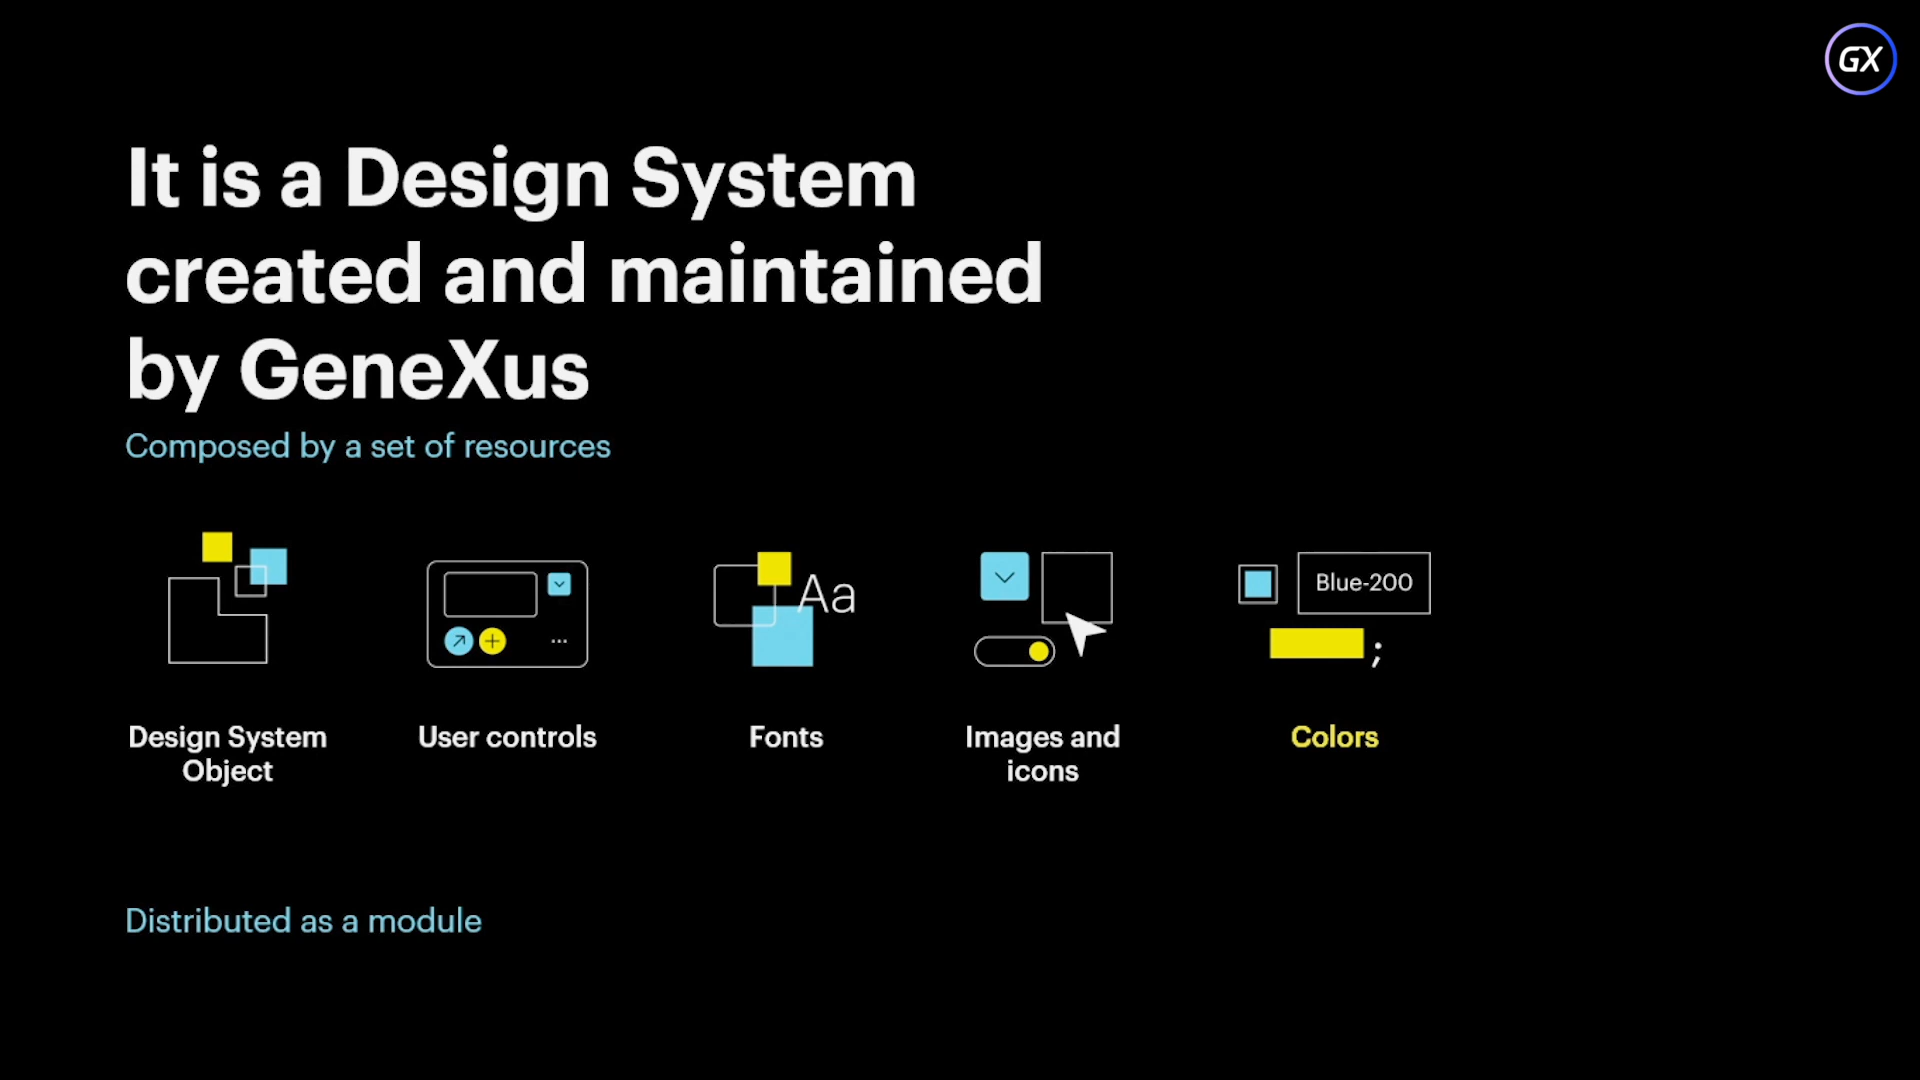 GX
It is a Design System
created and maintained
by GeneXus
Composed by a set of resources
Aa
Blue-200
;
Design System
Object
User controls
Fonts
Images and
icons
Colors
Distributed as a module